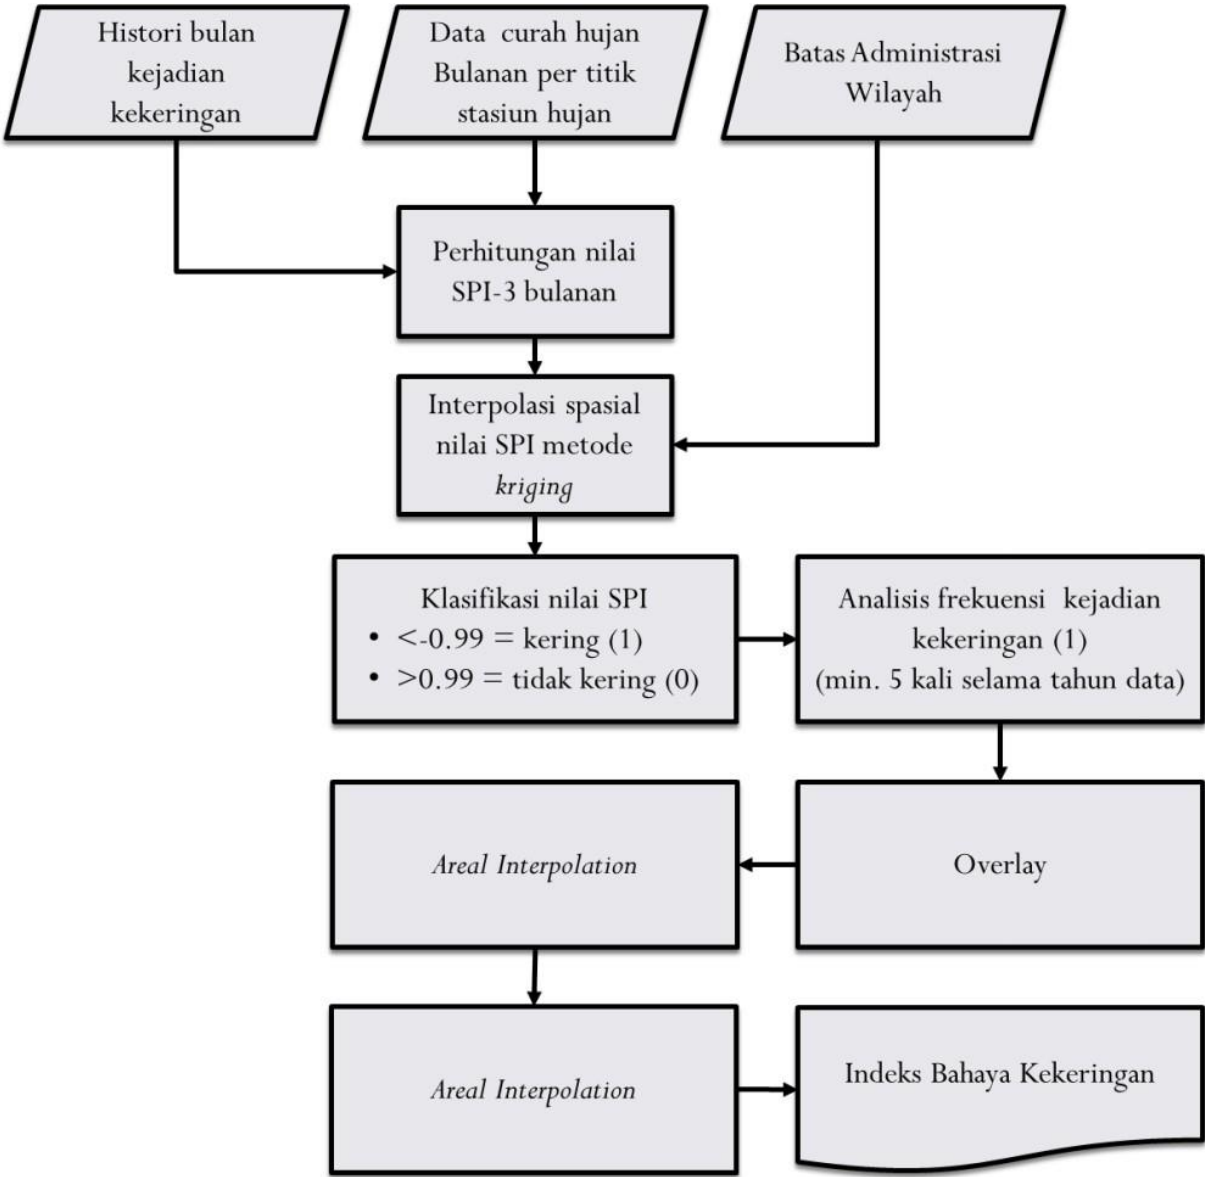 Histori bulan
kejadian
kekeringan
Data curah hujan
Bulanan per titik
stasiun hujan
Batas Administrasi
Wilayah
Perhitungan nilai
SPI-3 bulanan
Interpolasi spasial
nilai SPI metode
kriging
Klasifikasi nilai SPI
• <-0.99 = kering (1)
• >0.99 = tidak kering (0)
Analisis frekuensi kejadian
kekeringan (1)
(min. 5 kali selama tahun data)
Areal Interpolation
Overlay
Areal Interpolation
Indeks Bahaya Kekeringan